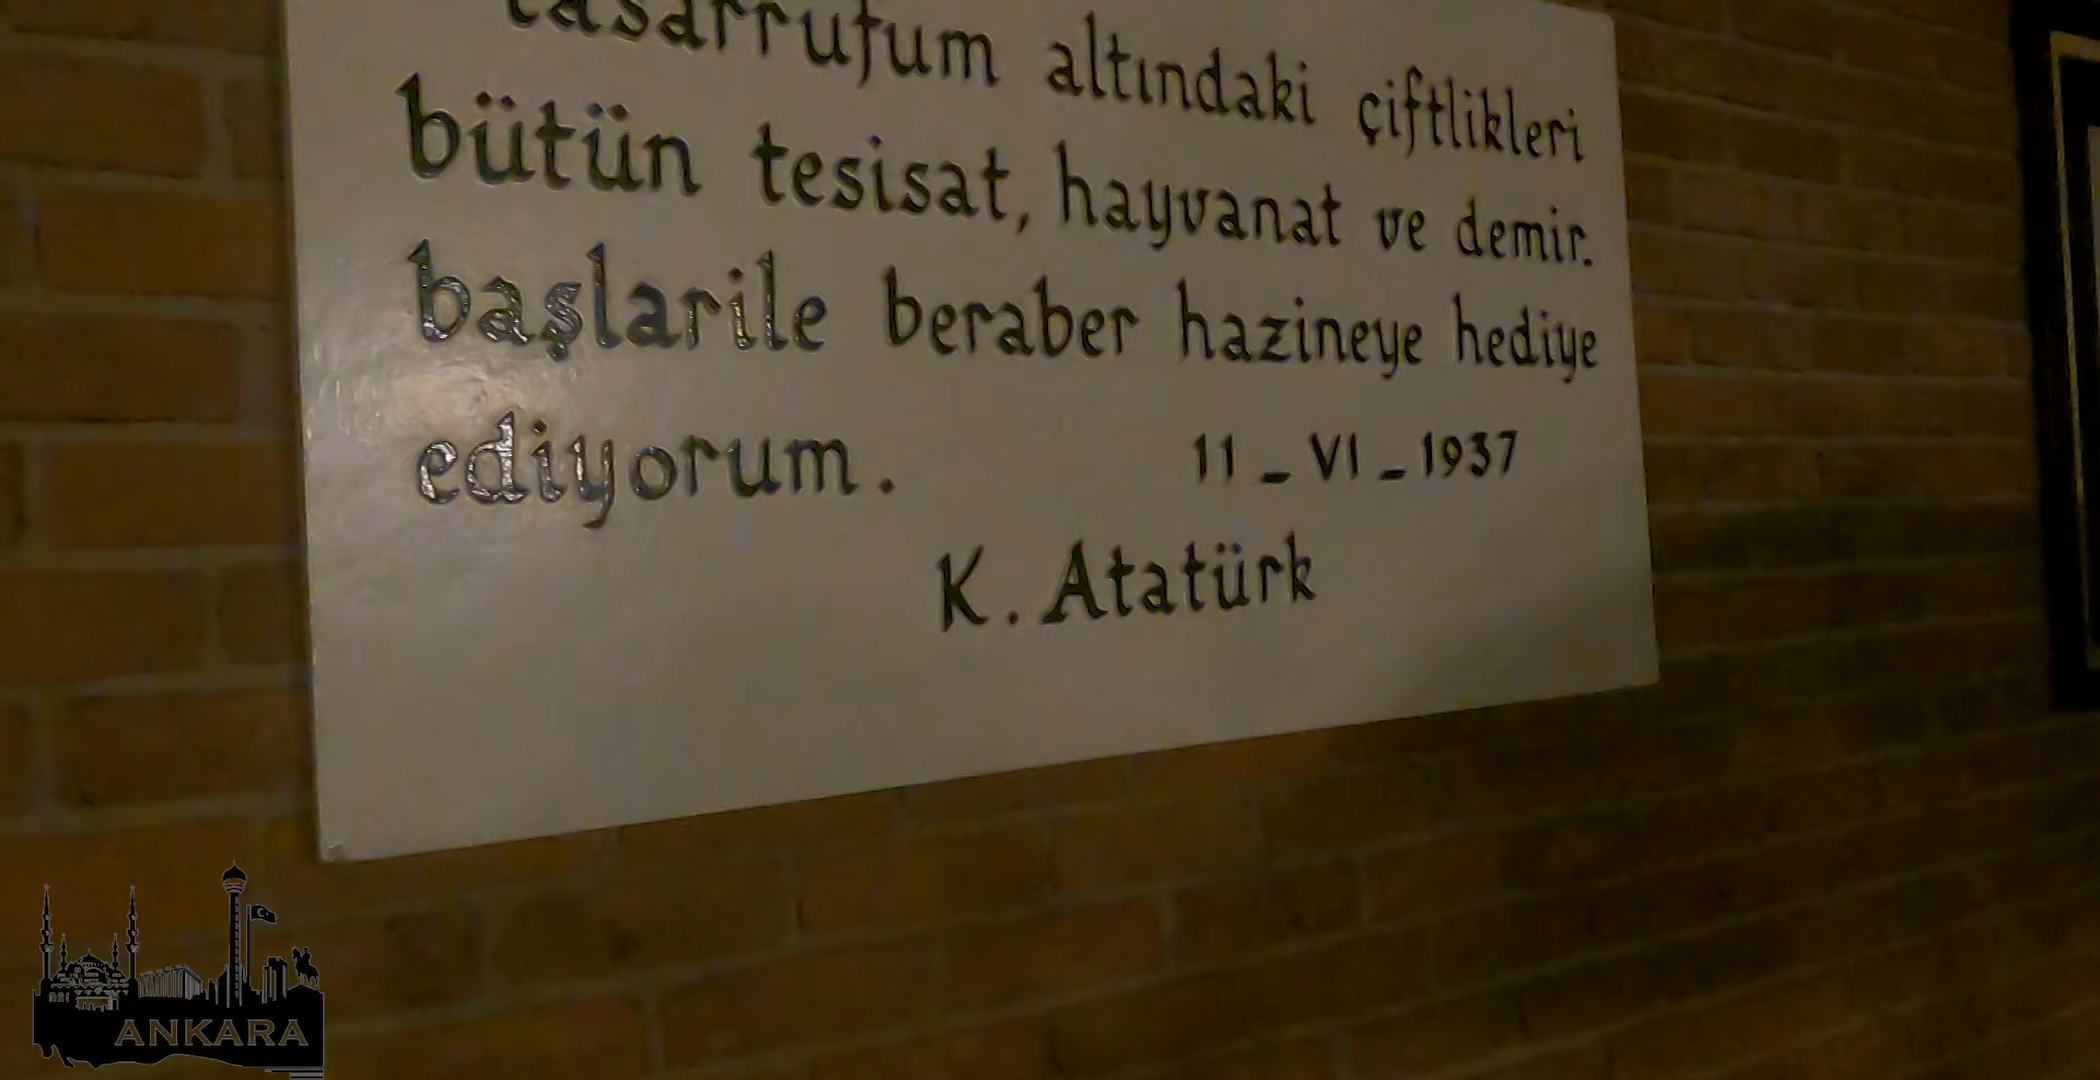 tasarrufum altındaki çiftlikleri
bütün tesisat, hayvanat ve demir.
başlarile beraber hazineye hediye
ediyorum. 11 _ VI _ 1937
K. Atatürk
ANKARA